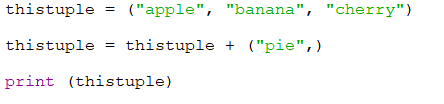 thistuple = ("apple", "banana", "cherry")
thistuple = thistuple + ("pie",)
print (thistuple)